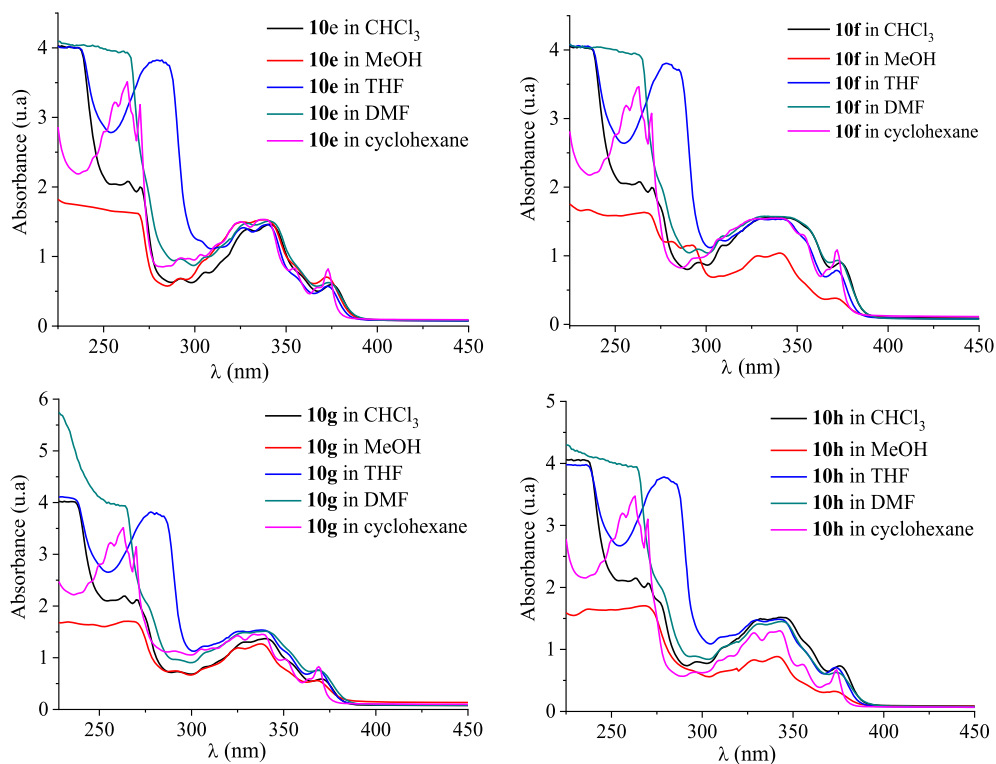 10e in CHCl3
10e in MeOH
10e in THF
10e in DMF
10e in cyclohexane
Absorbance (u.a)
4
3
2
1
0
250 300 350 400 450
λ (nm)
10f in CHCl3
10f in MeOH
10f in THF
10f in DMF
10f in cyclohexane
Absorbance (u.a)
4
3
2
1
0
250 300 350 400 450
λ (nm)
10g in CHCl3
10g in MeOH
10g in THF
10g in DMF
10g in cyclohexane
Absorbance (u.a)
6
5
4
3
2
1
0
250 300 350 400 450
λ (nm)
10h in CHCl3
10h in MeOH
10h in THF
10h in DMF
10h in cyclohexane
Absorbance (u.a)
5
4
3
2
1
0
250 300 350 400 450
λ (nm)